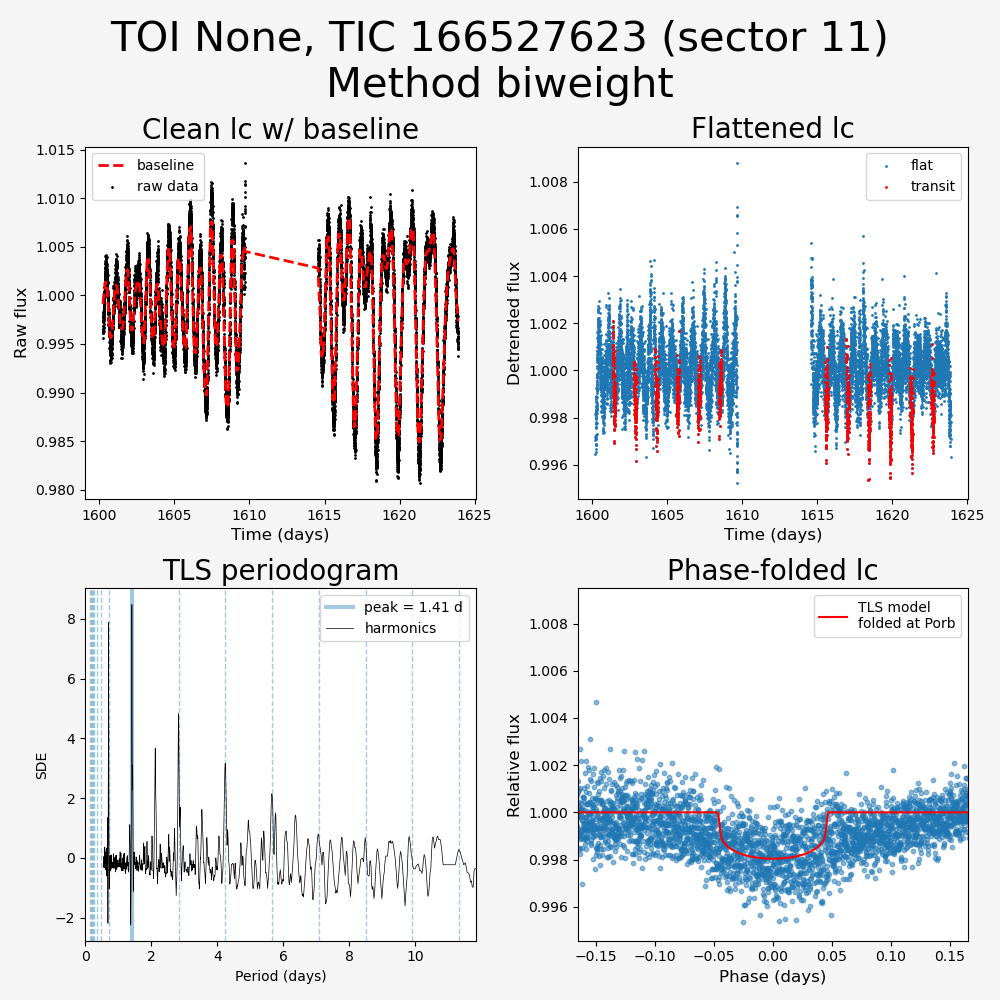 TOI None, TIC 166527623 (sector 11)
Method biweight
Clean lc w/ baseline
baseline
raw data
1.015
1.010
1.005
1.000
0.995
0.990
0.985
0.980
Raw flux
1600
1605
1610
1615
1620
1625
Time (days)
Flattened lc
flat
transit
1.008
1.006
1.004
1.002
1.000
0.998
0.996
Detrended flux
1600
1605
1610
1615
1620
1625
Time (days)
TLS periodogram
peak = 1.41 d
harmonics
8
6
4
2
0
−2
SDE
0
2
4
6
8
10
Period (days)
Phase-folded lc
TLS model
folded at Porb
1.008
1.006
1.004
1.002
1.000
0.998
0.996
Relative flux
−0.15
−0.10
−0.05
0.00
0.05
0.10
0.15
Phase (days)